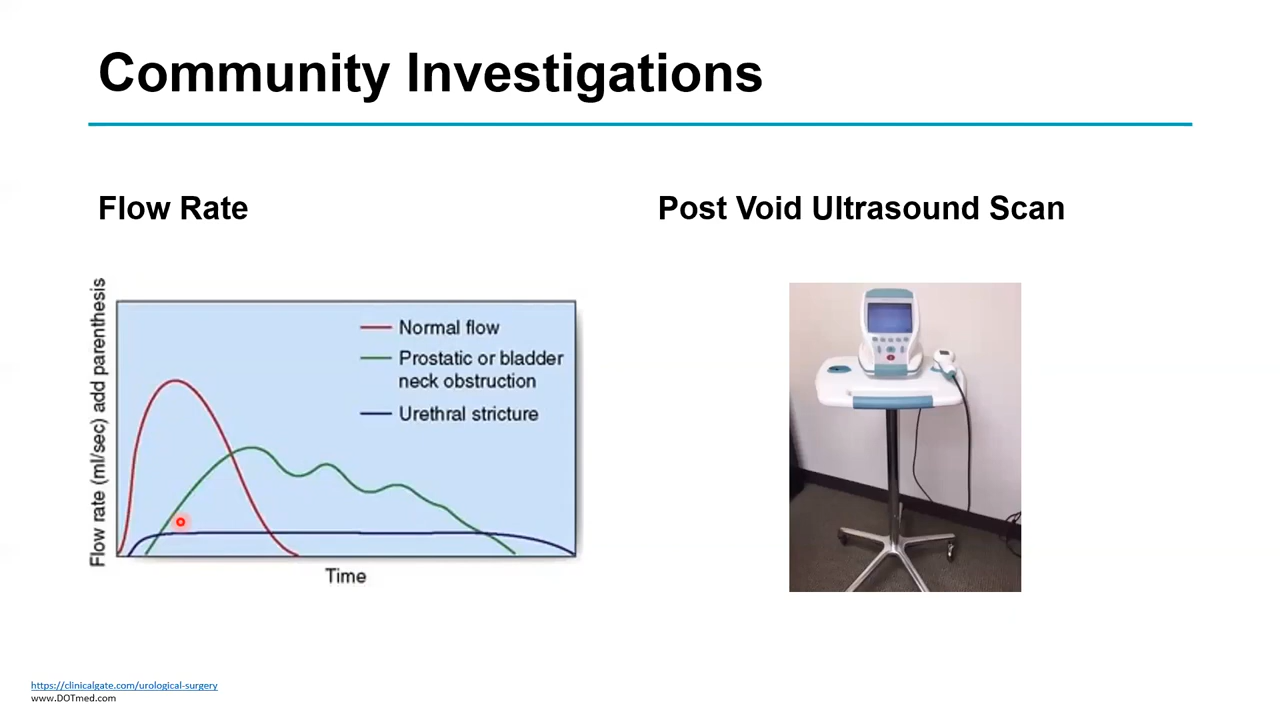 Community Investigations
Flow Rate
Post Void Ultrasound Scan
Flow rate (ml/sec) add parenthesis
Normal flow
Prostatic or bladder
neck obstruction
Urethral stricture
Time
https://clinicalgate.com/urological-surgery
www.DOTmed.com